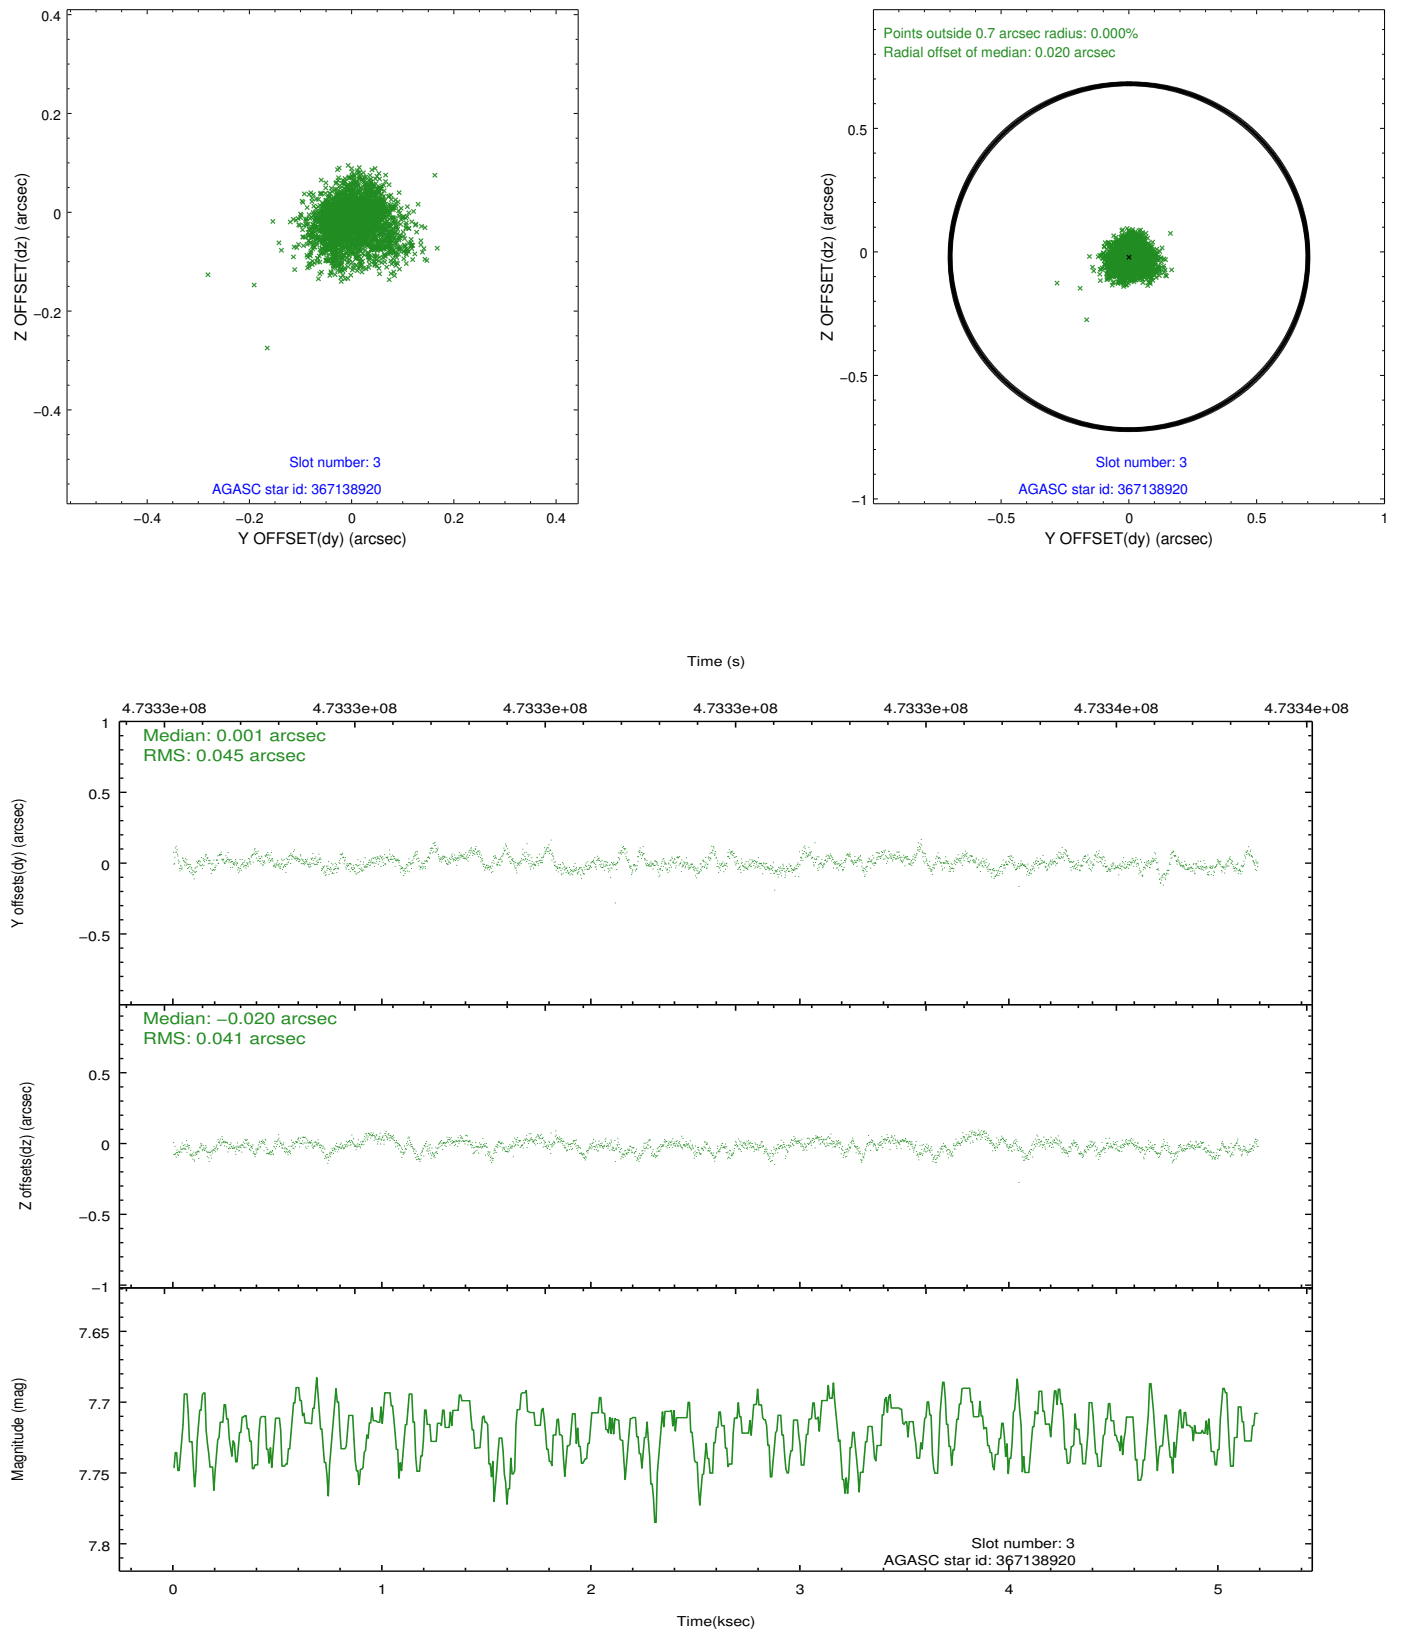 0.4
0.2
0
−0.2
−0.4
Z OFFSET(dz) (arcsec)
Slot number: 3
AGASC star id: 367138920
−0.4 −0.2 0 0.2 0.4
Y OFFSET(dy) (arcsec)
Points outside 0.7 arcsec radius: 0.000%
Radial offset of median: 0.020 arcsec
0.5
0
−0.5
−1
Z OFFSET(dz) (arcsec)
Slot number: 3
AGASC star id: 367138920
−0.5 0 0.5 1
Y OFFSET(dy) (arcsec)
Time (s)
4.7333e+08 4.7333e+08 4.7333e+08 4.7333e+08 4.7333e+08 4.7334e+08 4.7334e+08
1
Median: 0.001 arcsec
RMS: 0.045 arcsec
0.5
0
−0.5
Y offsets(dy) (arcsec)
Median: −0.020 arcsec
RMS: 0.041 arcsec
0.5
0
−0.5
−1
Z offsets(dz) (arcsec)
7.65
7.7
7.75
7.8
Magnitude (mag)
Slot number: 3
AGASC star id: 367138920
0 1 2 3 4 5
Time(ksec)